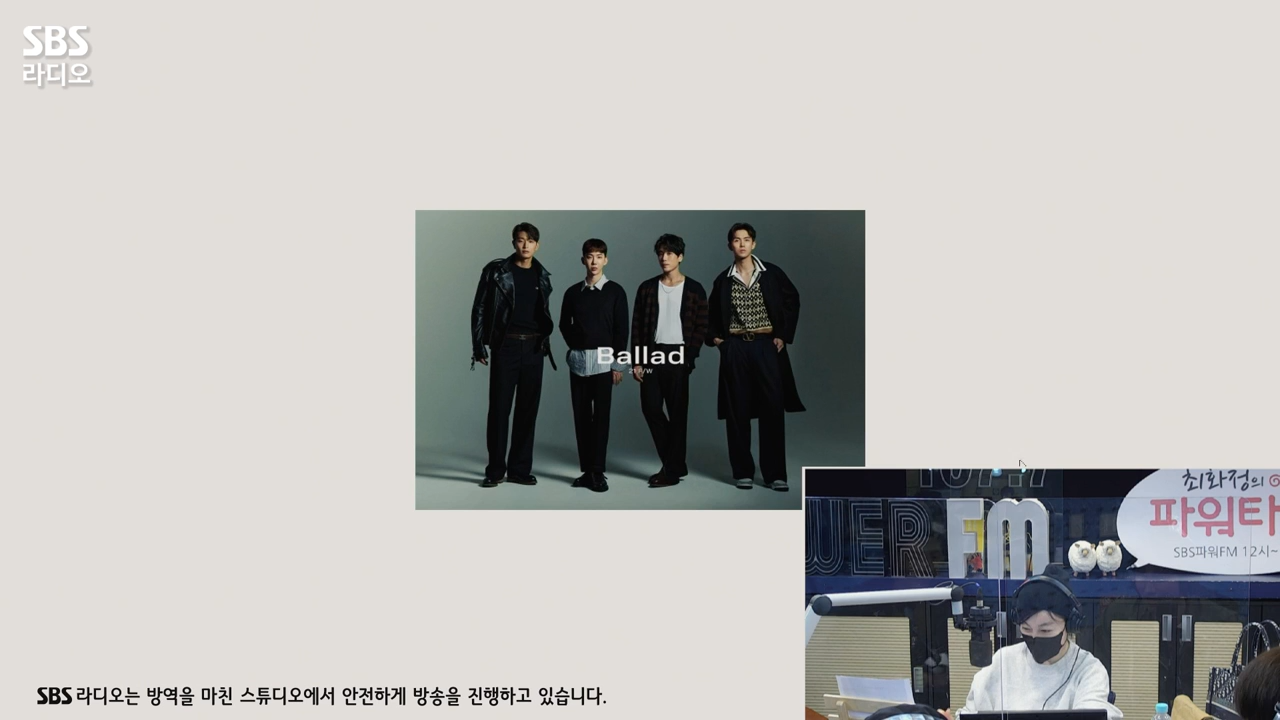 SBS
라디오
Ballad
21 F/W
WER FM
최화정의
파워타
SBS파워FM 12시~
SBS 라디오는 방역을 마친 스튜디오에서 안전하게 방송을 진행하고 있습니다.